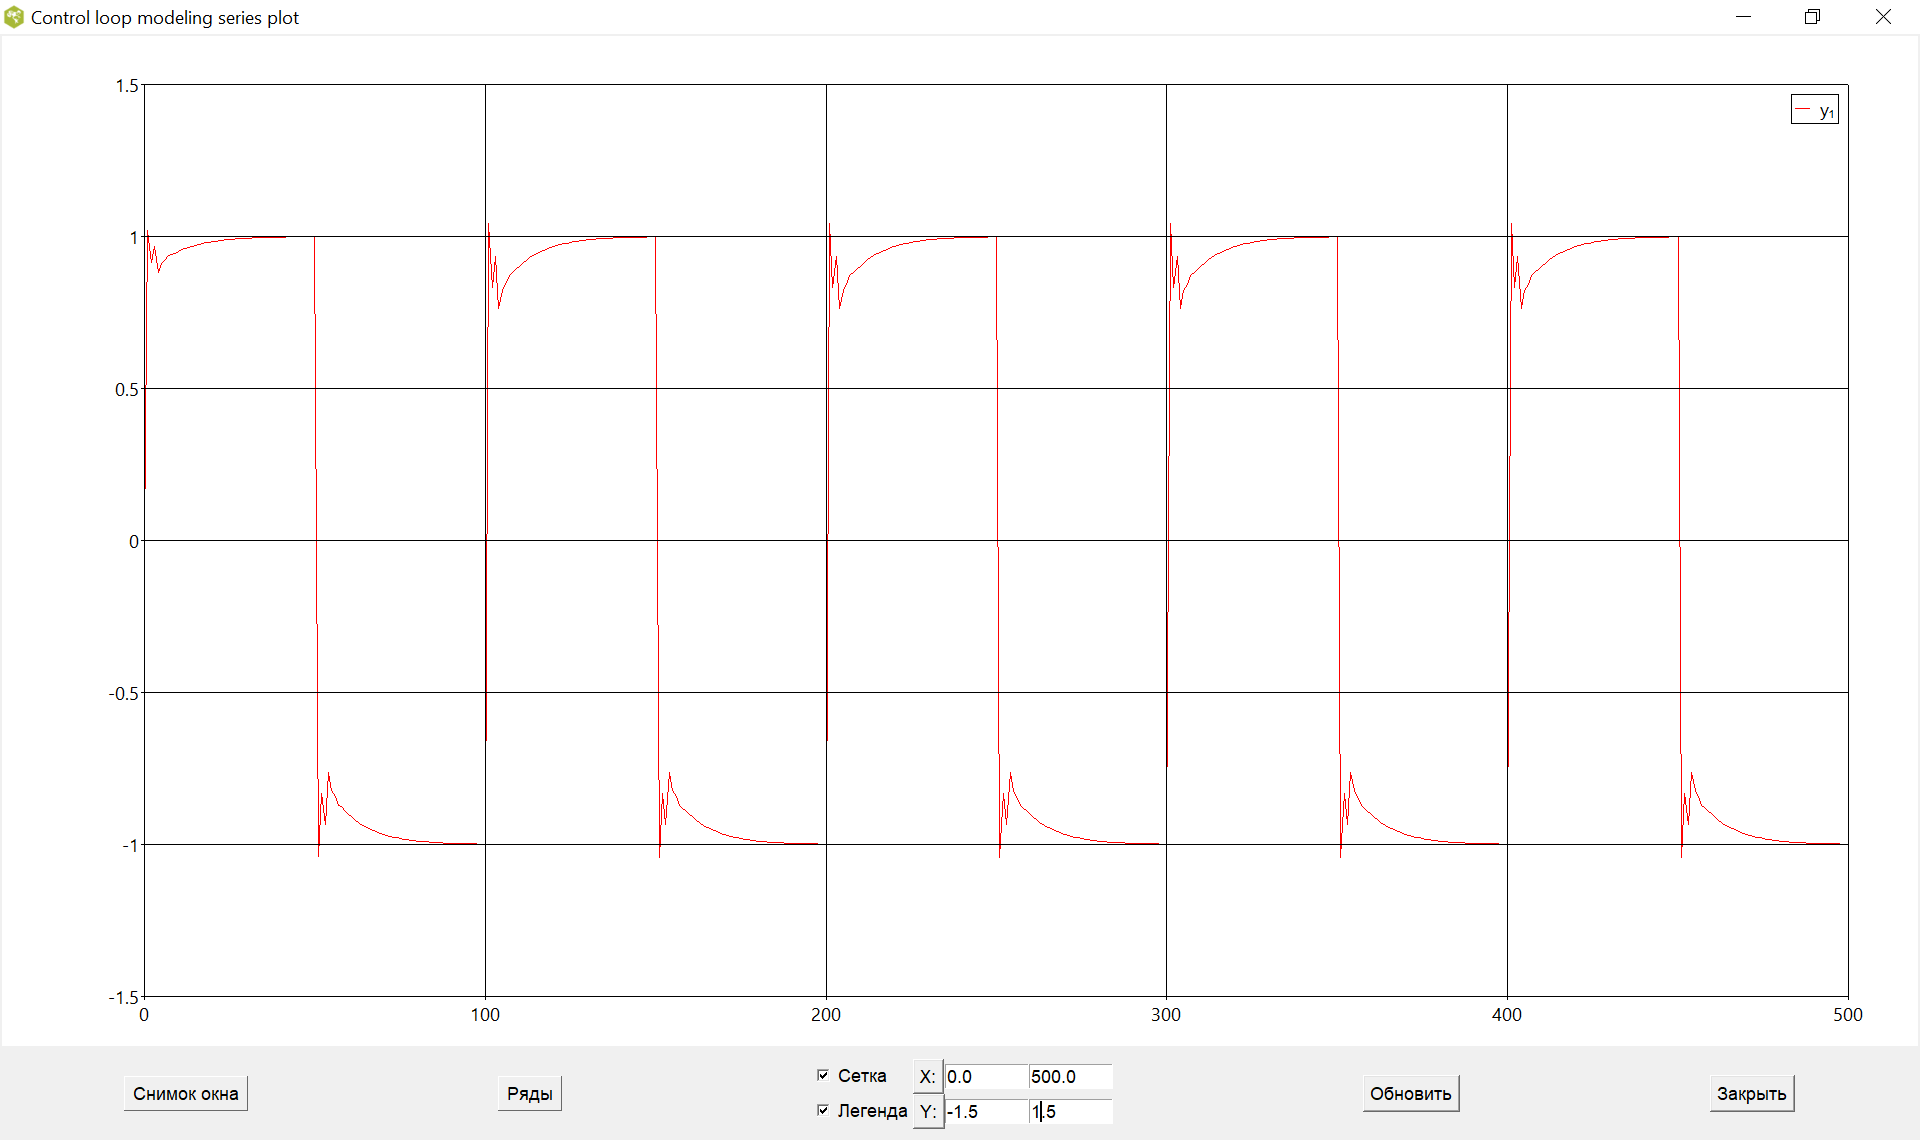 Control loop modeling series plot
1.5
y₁
1
0.5
0
-0.5
-1
-1.5
0 100 200 300 400 500
Снимок окна
Ряды
Сетка X: 0.0 500.0
Легенда Y: -1.5 1.5
Обновить
Закрыть